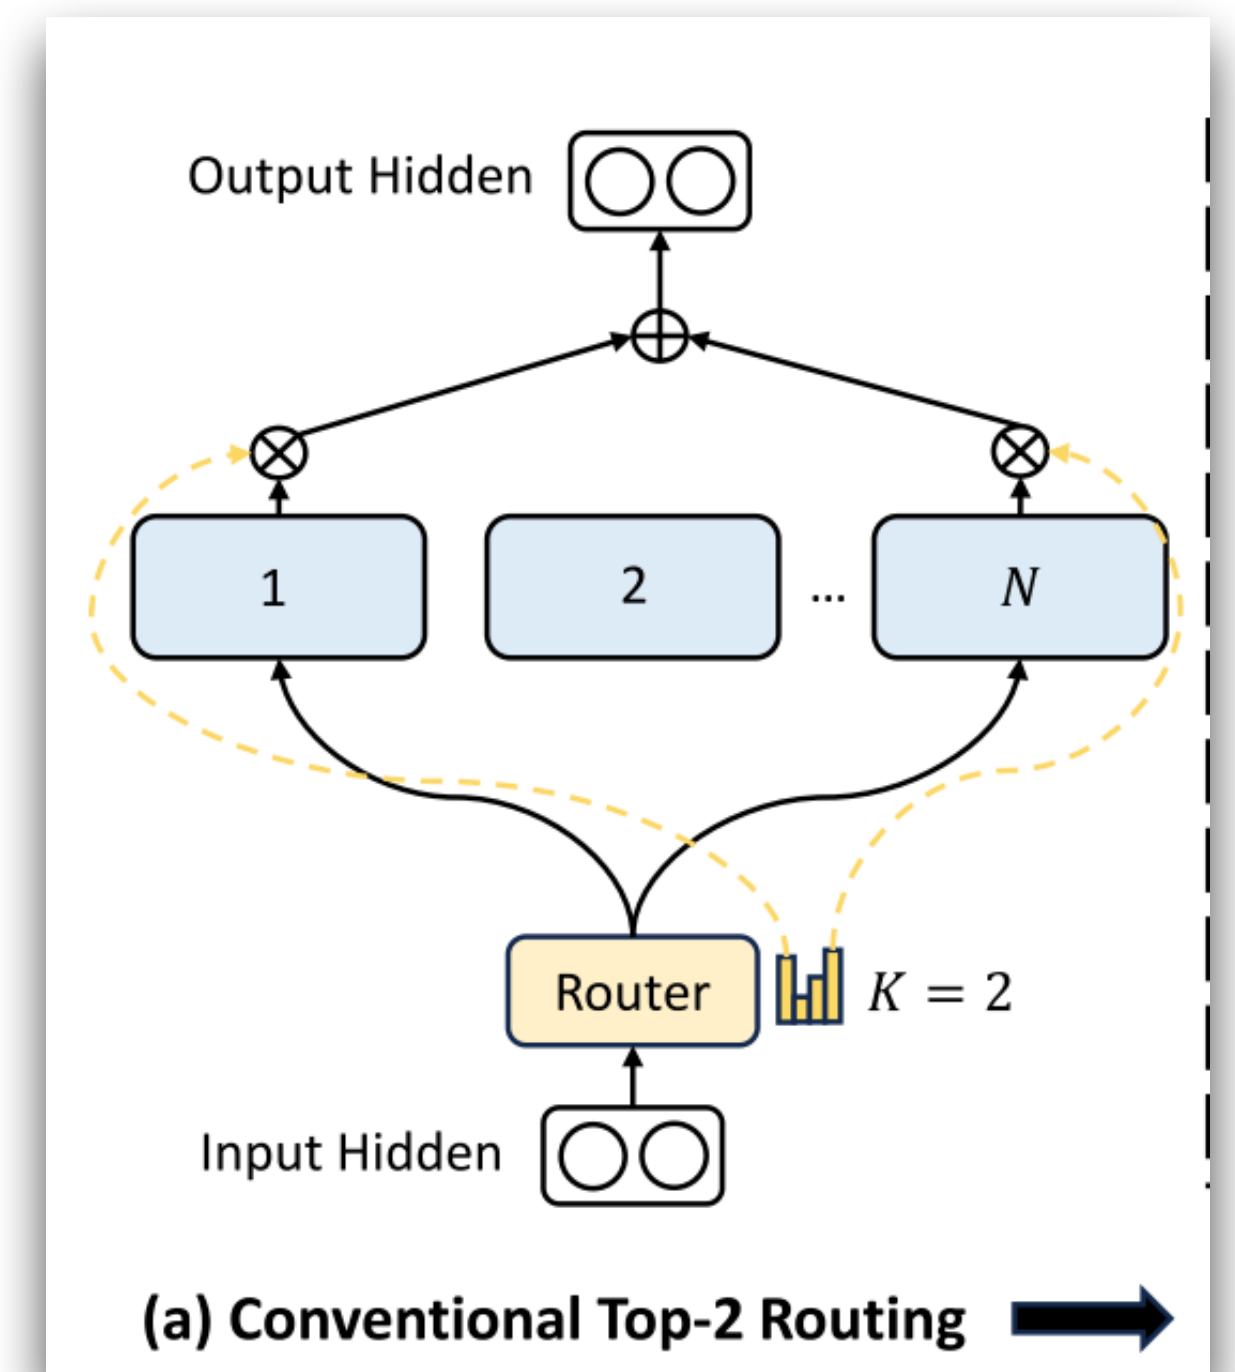 Output Hidden
1
2
...
N
Router
K = 2
Input Hidden
(a) Conventional Top-2 Routing